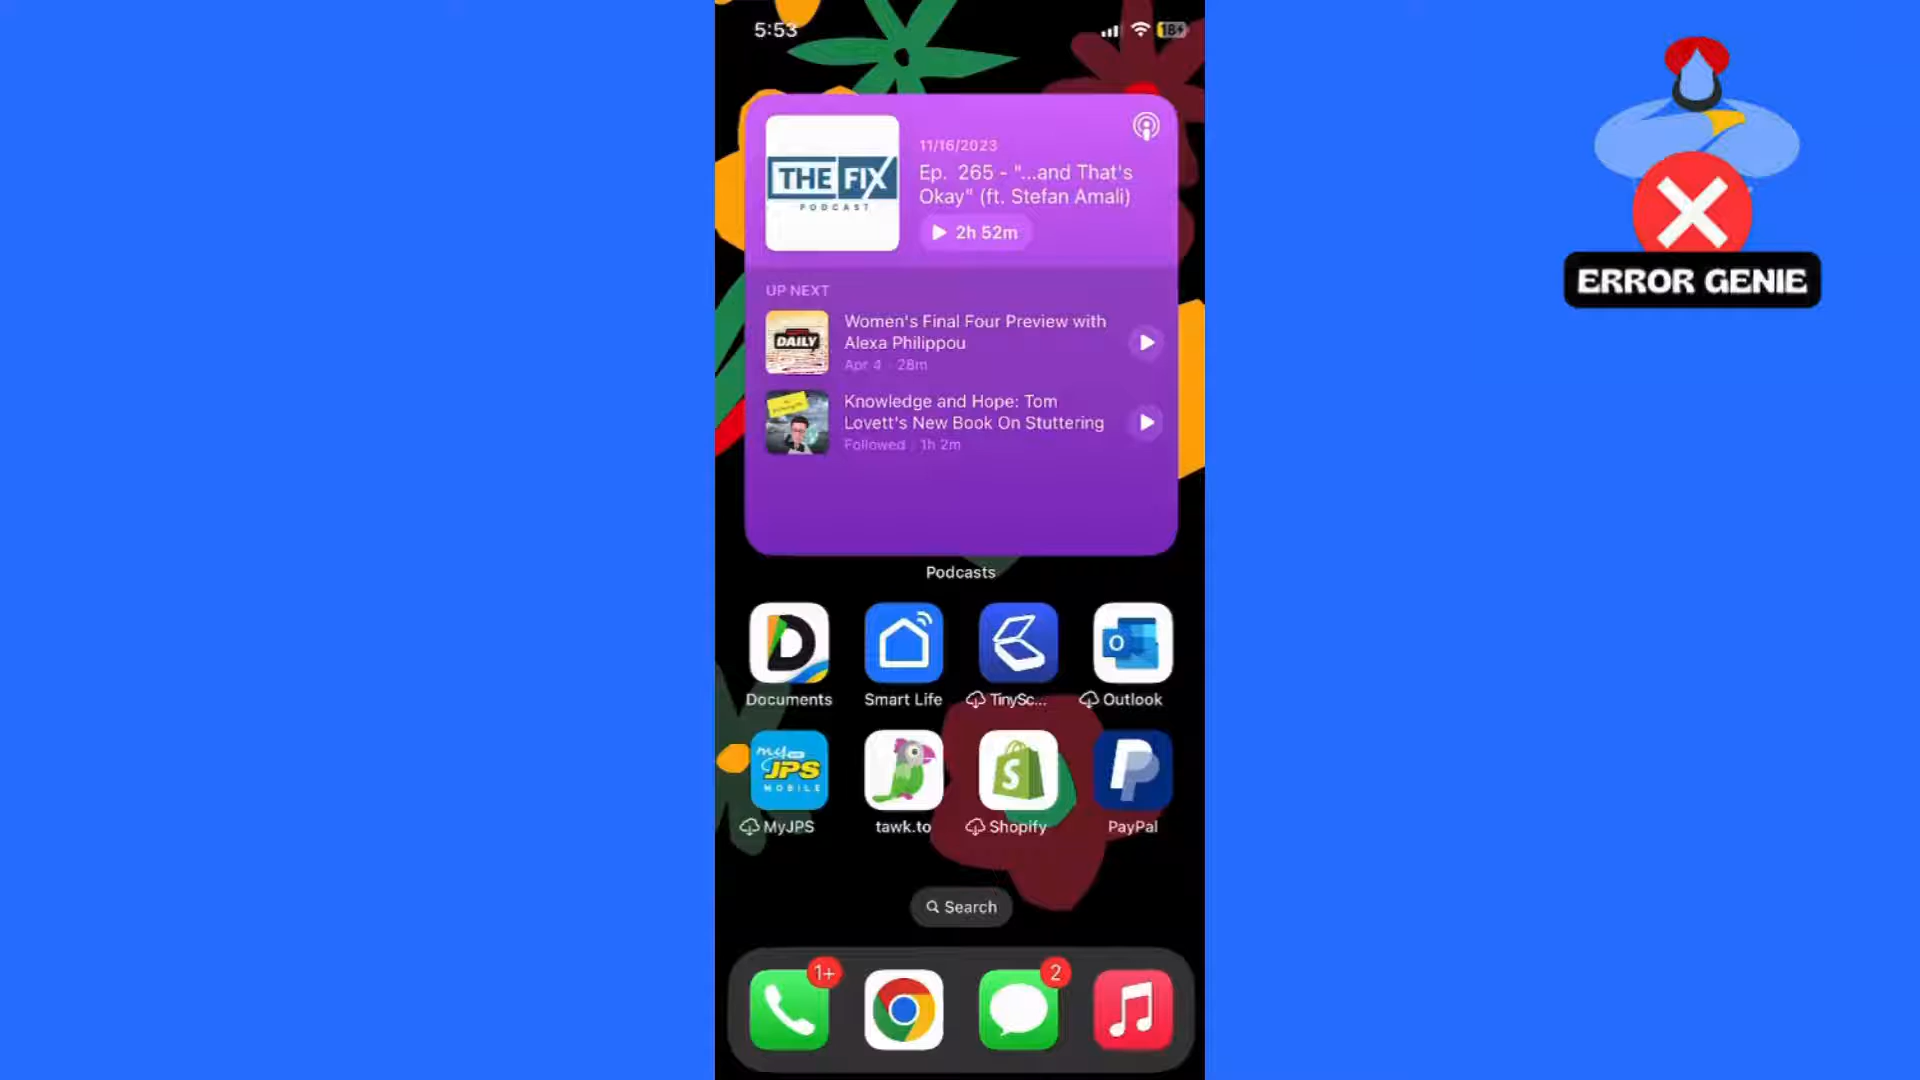 5:53
18
THE FIX
PODCAST
11/16/2023
Ep. 265 - "...and That's
Okay" (ft. Stefan Amali)
2h 52m
UP NEXT
DAILY
Women's Final Four Preview with
Alexa Philippou
Apr 4 · 28m
Knowledge and Hope: Tom
Lovett's New Book On Stuttering
Followed · 1h 2m
Podcasts
Documents
Smart Life
TinySc...
Outlook
my JPS
MOBILE
MyJPS
tawk.to
Shopify
PayPal
Search
1+
2
ERROR GENIE